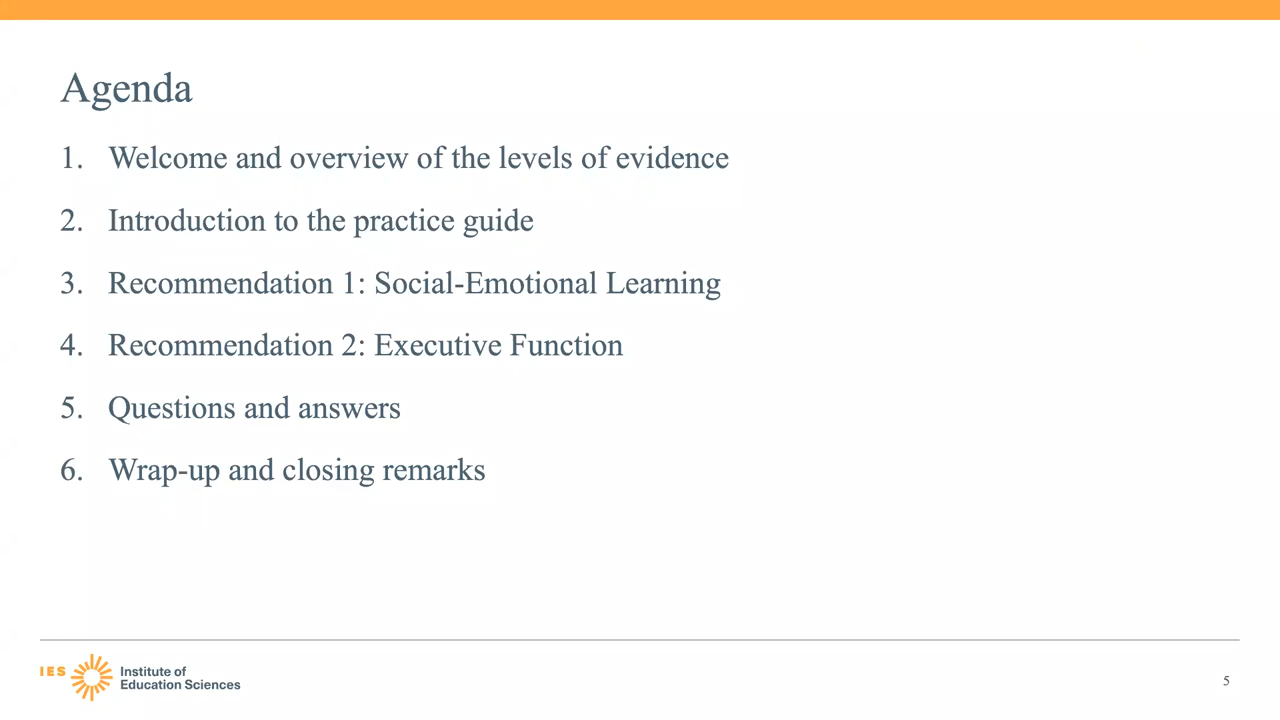 Agenda
1. Welcome and overview of the levels of evidence
2. Introduction to the practice guide
3. Recommendation 1: Social-Emotional Learning
4. Recommendation 2: Executive Function
5. Questions and answers
6. Wrap-up and closing remarks
IES
Institute of
Education Sciences
5